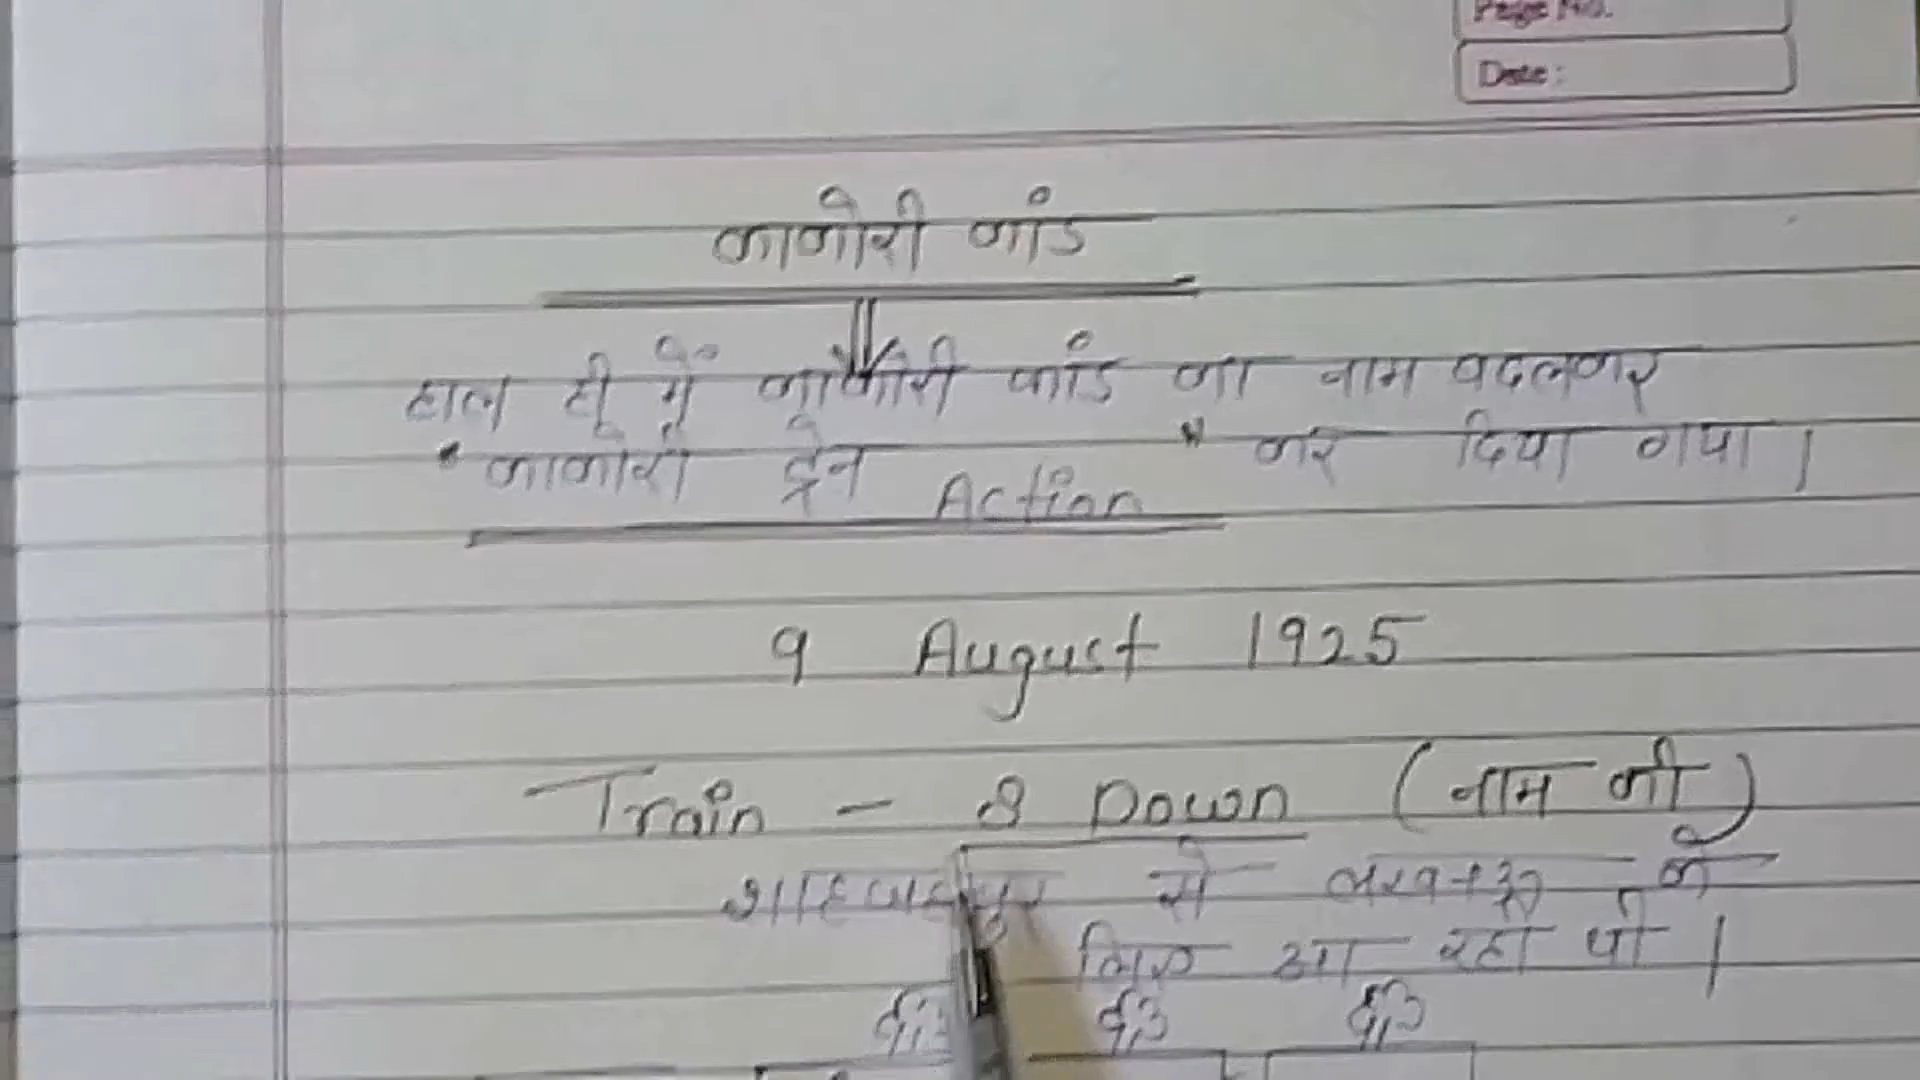 Page No.
Date :
काकोरी कांड
हाल ही में काकोरी कांड का नाम बदलकर
"काकोरी ट्रेन Action" कर दिया गया।
9 August 1925
Train - 8 Down (नाम की)
शाहजहाँपुर से लखनऊ के
लिए आ रही थी।